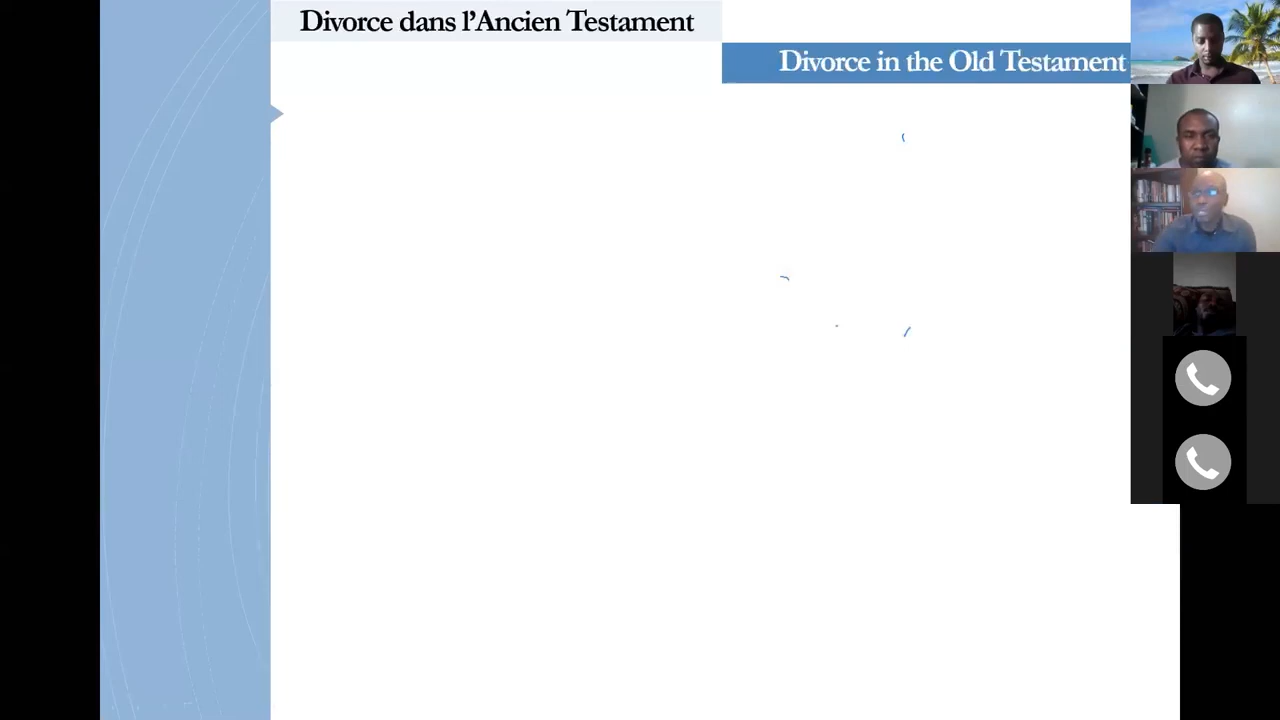 Divorce dans l’Ancien Testament
Divorce in the Old Testament